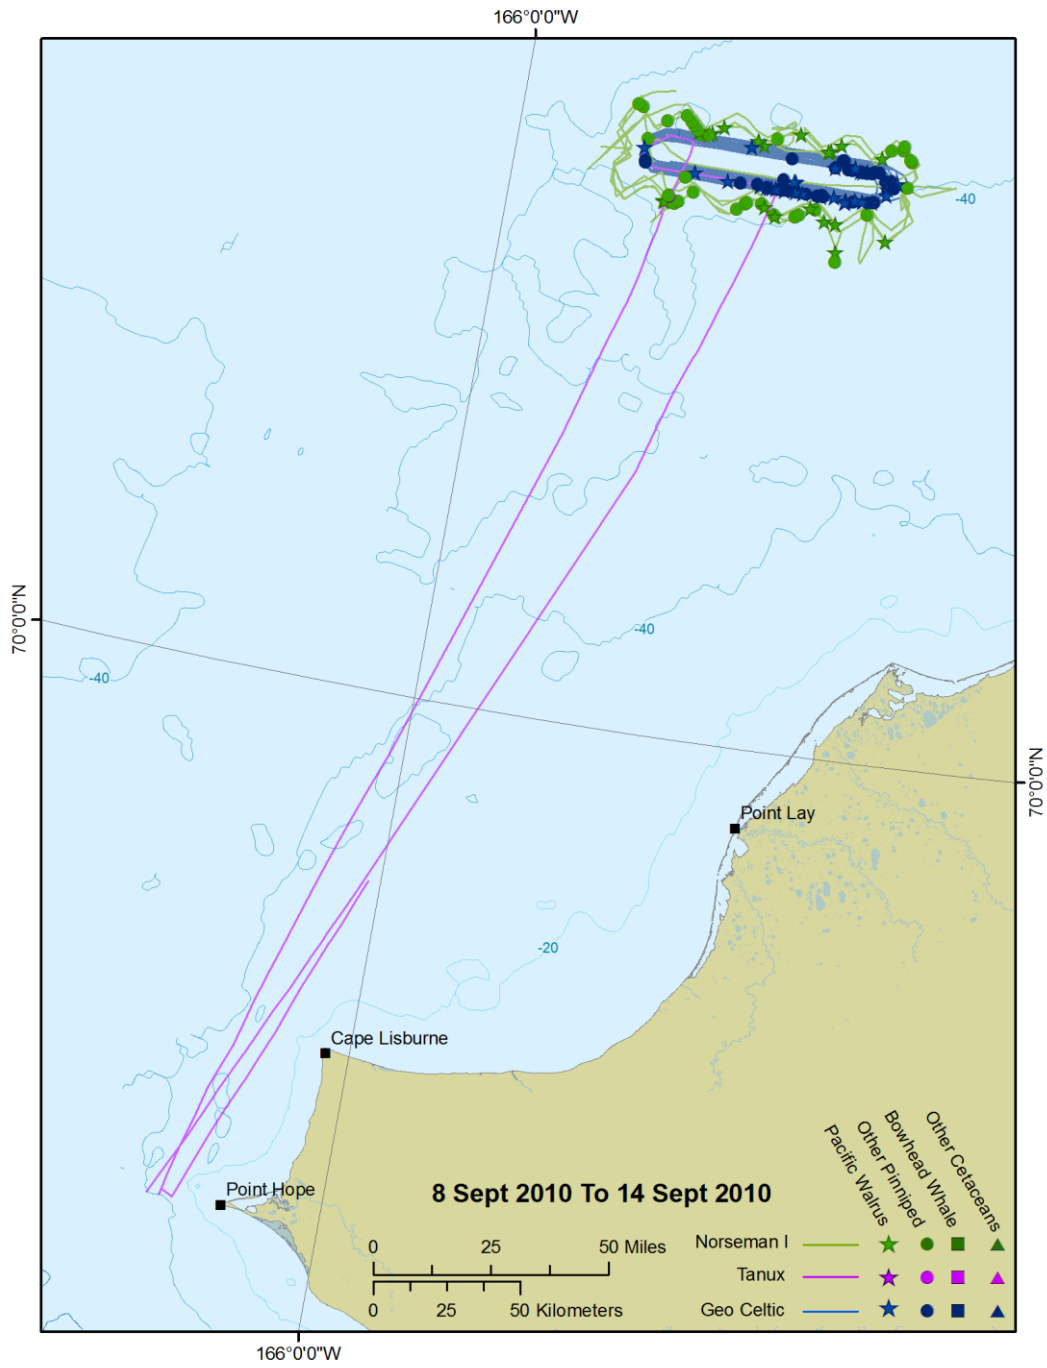 166°0'0"W
-40
70°0'0"N
-40
-40
70°0'0"N
Point Lay
-20
Cape Lisburne
Point Hope
8 Sept 2010 To 14 Sept 2010
0 25 50 Miles
0 25 50 Kilometers
Pacific Walrus
Other Pinniped
Bowhead Whale
Other Cetaceans
Norseman I
Tanux
Geo Celtic
166°0'0"W